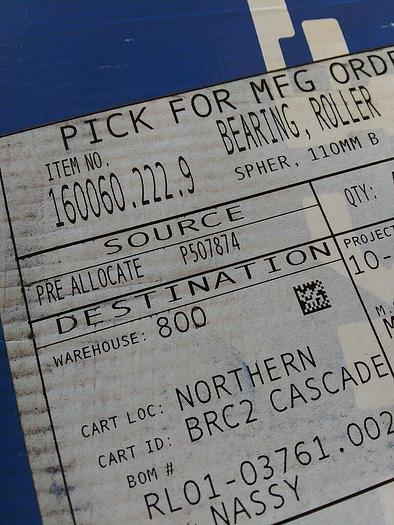 PICK FOR MFG ORDE
ITEM NO.
BEARING, ROLLER
160060.222.9
SPHER, 110MM B
SOURCE
QTY:
PRE ALLOCATE P507874
DESTINATION
PROJECT
10-
WAREHOUSE: 800
CART LOC: NORTHERN
CART ID: BRC2 CASCADE
BOM #
RL01-03761.002
NASSY